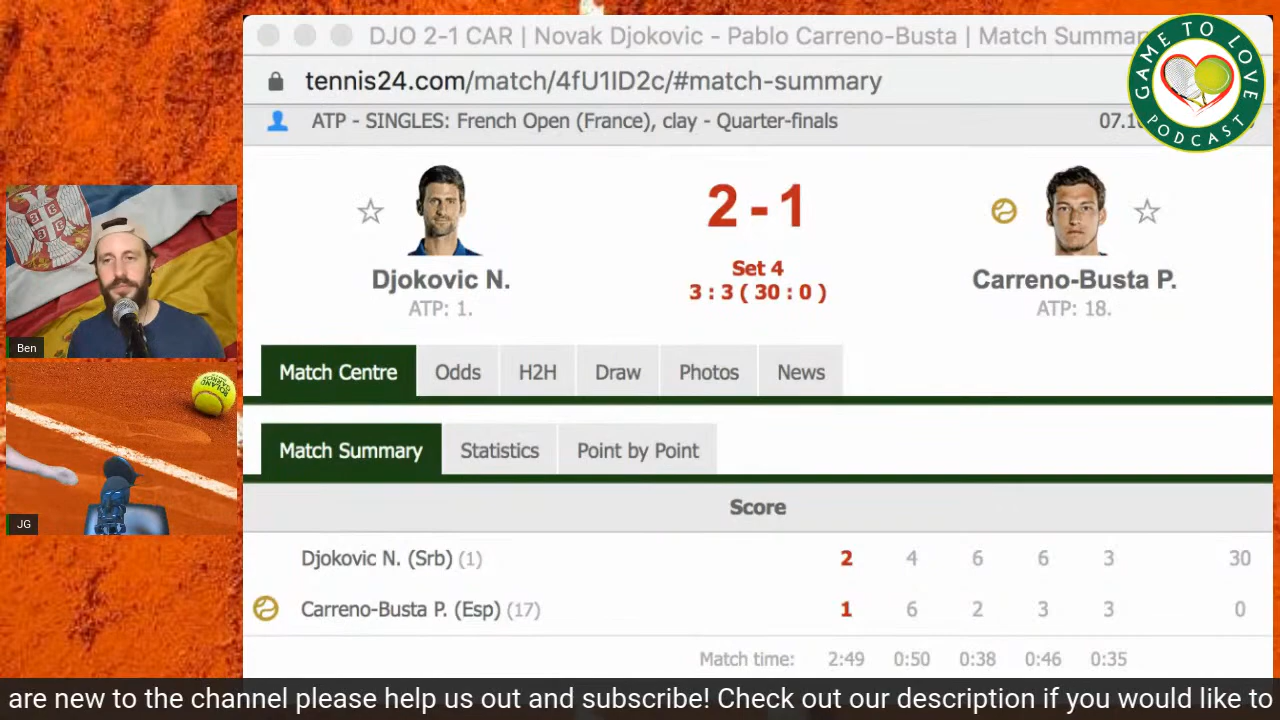 DJO 2-1 CAR | Novak Djokovic - Pablo Carreno-Busta | Match Summar
tennis24.com/match/4fU1ID2c/#match-summary
GAME TO LOVE
PODCAST
ATP - SINGLES: French Open (France), clay - Quarter-finals
2 - 1
Set 4
3 : 3 ( 30 : 0 )
Djokovic N.
Carreno-Busta P.
ATP: 1.
ATP: 18.
Ben
Match Centre Odds H2H Draw Photos News
Match Summary Statistics Point by Point
ROLAND GARROS
JG
Score
Djokovic N. (Srb) (1) 2 4 6 6 3 30
Carreno-Busta P. (Esp) (17) 1 6 2 3 3 0
Match time: 2:49 0:50 0:38 0:46 0:35
are new to the channel please help us out and subscribe! Check out our description if you would like to